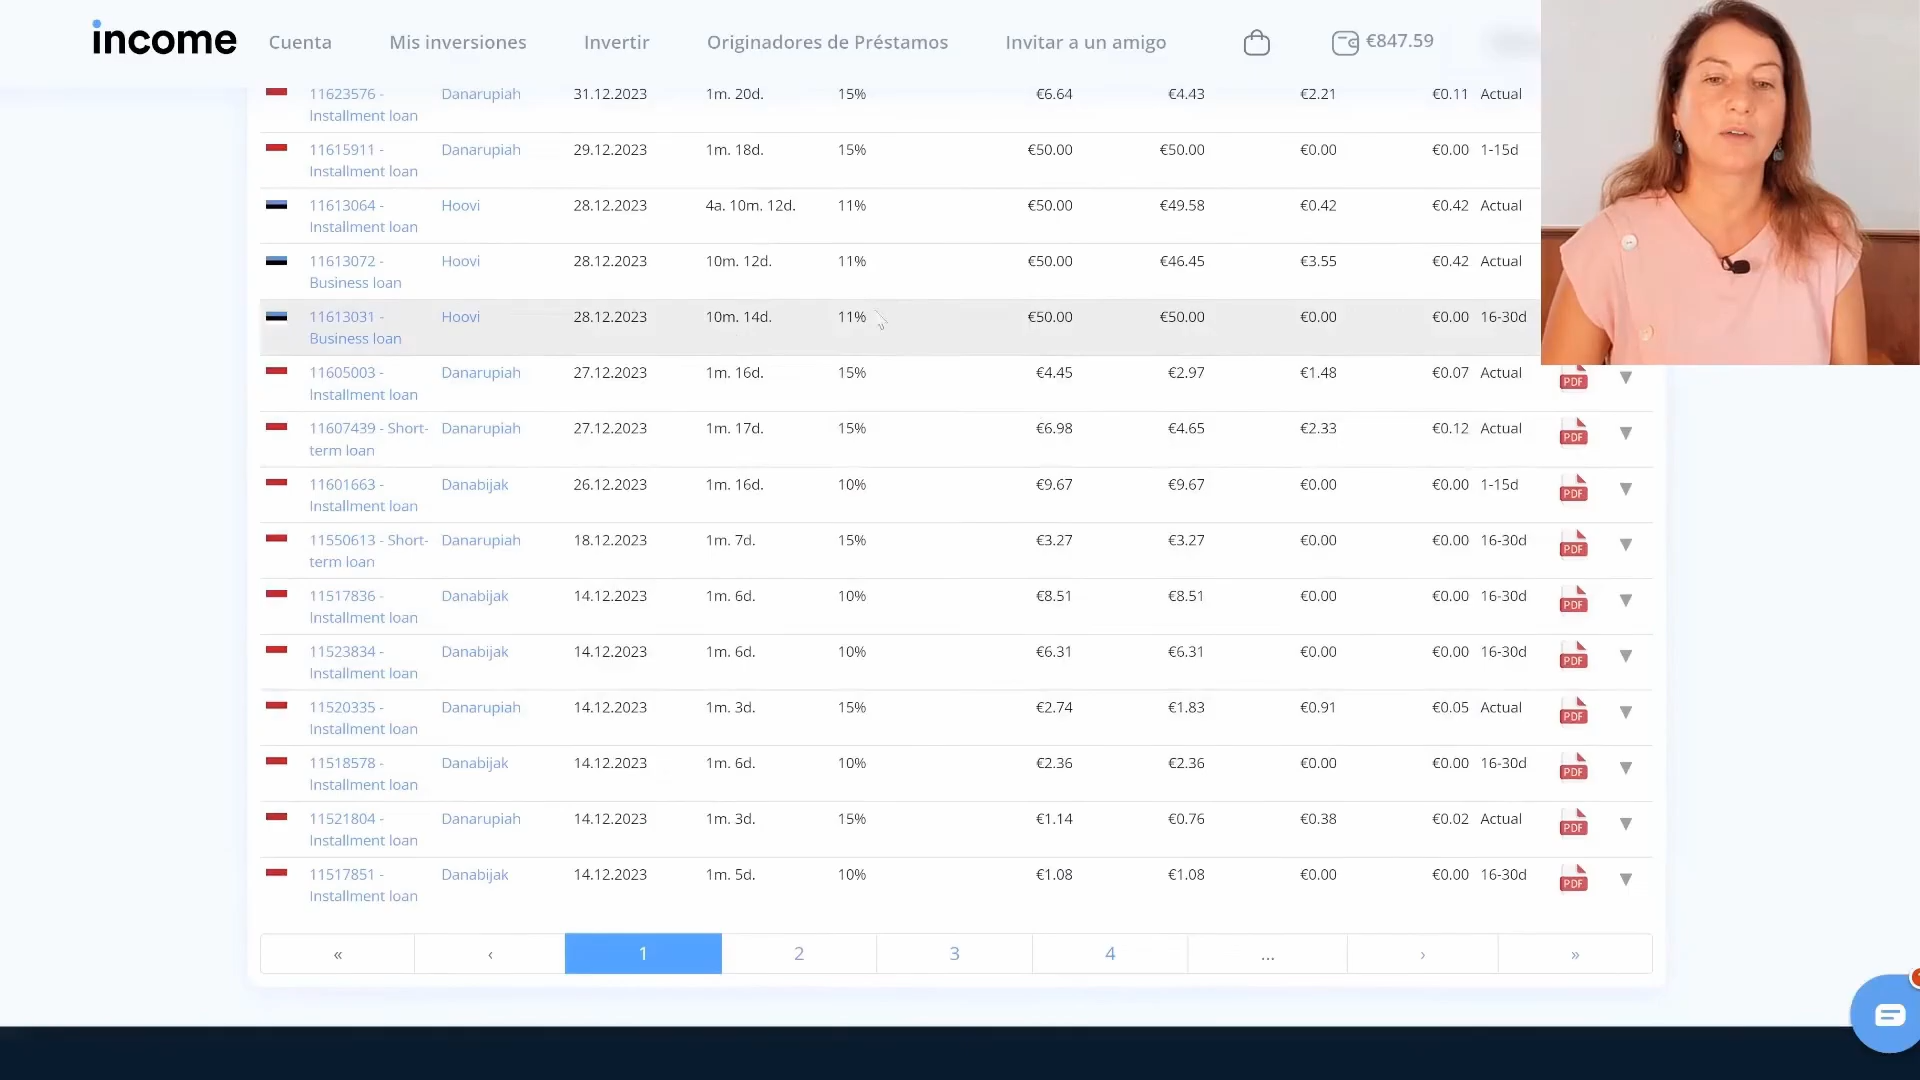 income Cuenta Mis inversiones Invertir Originadores de Préstamos Invitar a un amigo €847.59
11623576 - Danarupiah 31.12.2023 1m. 20d. 15% €6.64 €4.43 €2.21 €0.11 Actual
Installment loan
11615911 - Danarupiah 29.12.2023 1m. 18d. 15% €50.00 €50.00 €0.00 €0.00 1-15d
Installment loan
11613064 - Hoovi 28.12.2023 4a. 10m. 12d. 11% €50.00 €49.58 €0.42 €0.42 Actual
Installment loan
11613072 - Hoovi 28.12.2023 10m. 12d. 11% €50.00 €46.45 €3.55 €0.42 Actual
Business loan
11613031 - Hoovi 28.12.2023 10m. 14d. 11% €50.00 €50.00 €0.00 €0.00 16-30d
Business loan
11605003 - Danarupiah 27.12.2023 1m. 16d. 15% €4.45 €2.97 €1.48 €0.07 Actual PDF
Installment loan
11607439 - Short- Danarupiah 27.12.2023 1m. 17d. 15% €6.98 €4.65 €2.33 €0.12 Actual PDF
term loan
11601663 - Danabijak 26.12.2023 1m. 16d. 10% €9.67 €9.67 €0.00 €0.00 1-15d PDF
Installment loan
11550613 - Short- Danarupiah 18.12.2023 1m. 7d. 15% €3.27 €3.27 €0.00 €0.00 16-30d PDF
term loan
11517836 - Danabijak 14.12.2023 1m. 6d. 10% €8.51 €8.51 €0.00 €0.00 16-30d PDF
Installment loan
11523834 - Danabijak 14.12.2023 1m. 6d. 10% €6.31 €6.31 €0.00 €0.00 16-30d PDF
Installment loan
11520335 - Danarupiah 14.12.2023 1m. 3d. 15% €2.74 €1.83 €0.91 €0.05 Actual PDF
Installment loan
11518578 - Danabijak 14.12.2023 1m. 6d. 10% €2.36 €2.36 €0.00 €0.00 16-30d PDF
Installment loan
11521804 - Danarupiah 14.12.2023 1m. 3d. 15% €1.14 €0.76 €0.38 €0.02 Actual PDF
Installment loan
11517851 - Danabijak 14.12.2023 1m. 5d. 10% €1.08 €1.08 €0.00 €0.00 16-30d PDF
Installment loan
« ‹ 1 2 3 4 ... › »